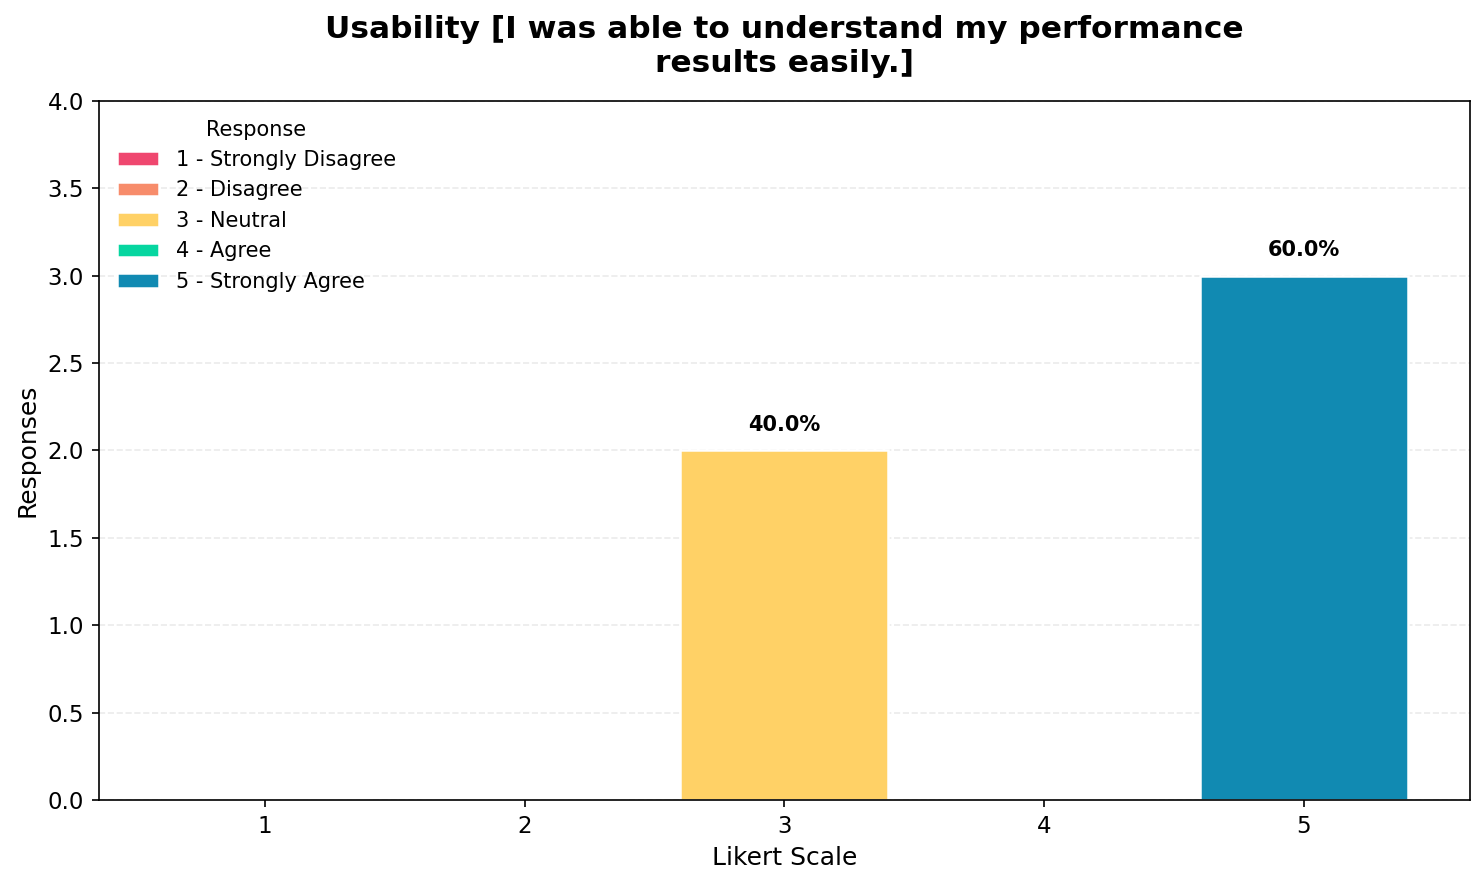 Usability [I was able to understand my performance
results easily.]
4.0
3.5
3.0
2.5
2.0
1.5
1.0
0.5
0.0
Responses
Response
1 - Strongly Disagree
2 - Disagree
3 - Neutral
4 - Agree
5 - Strongly Agree
40.0%
60.0%
1 2 3 4 5
Likert Scale